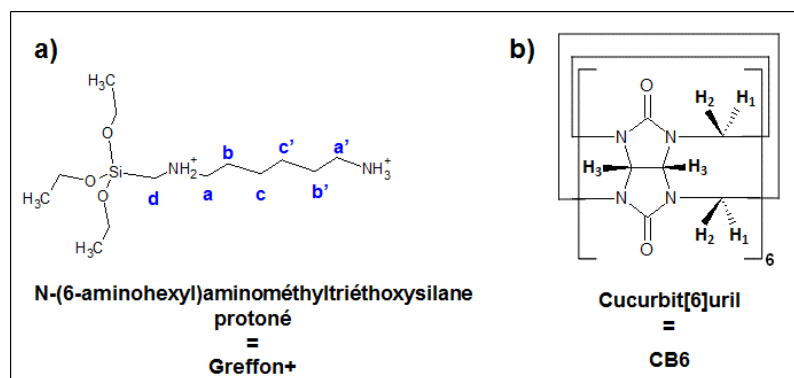 a)
H₃C
O
H₃C
O
Si
O
H₃C
d
NH₂⁺
a
b
c
c'
b'
a'
NH₃⁺
N-(6-aminohexyl)aminométhyltriéthoxysilane
protoné
=
Greffon+
b)
O
H₂ H₁
N N
H₃ H₃
N N
H₂ H₁
O
6
Cucurbit[6]uril
=
CB6